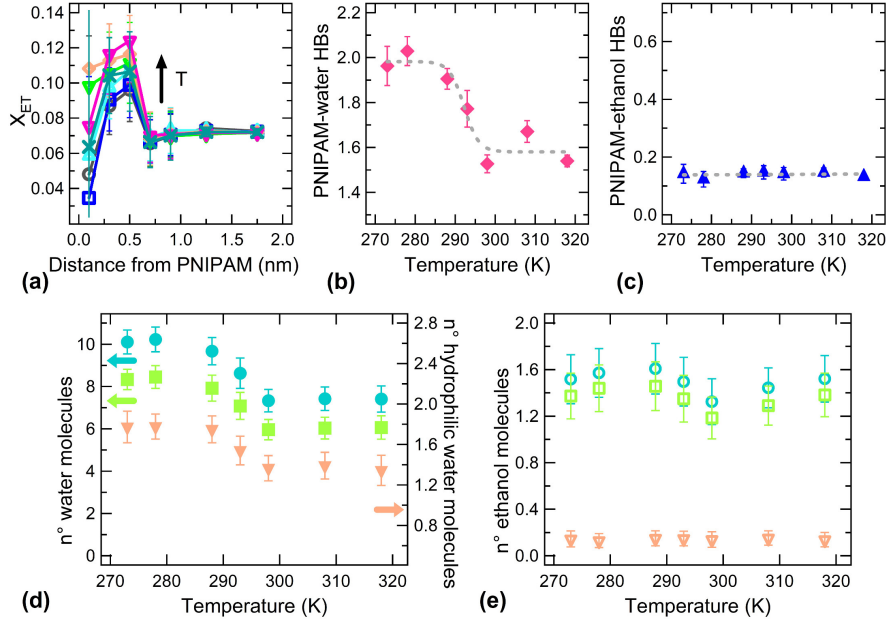 0.14
0.12
0.10
0.08
0.06
0.04
X_ET
T
0.0 0.5 1.0 1.5 2.0
Distance from PNIPAM (nm)
(a)
2.2
2.0
1.8
1.6
1.4
PNIPAM-water HBs
270 280 290 300 310 320
Temperature (K)
(b)
0.6
0.4
0.2
0.0
PNIPAM-ethanol HBs
270 280 290 300 310 320
Temperature (K)
(c)
10
8
6
4
2
0
n° water molecules
2.8
2.4
2.0
1.6
1.2
0.8
n° hydrophilic water molecules
270 280 290 300 310 320
Temperature (K)
(d)
2.0
1.6
1.2
0.8
0.4
0.0
n° ethanol molecules
270 280 290 300 310 320
Temperature (K)
(e)